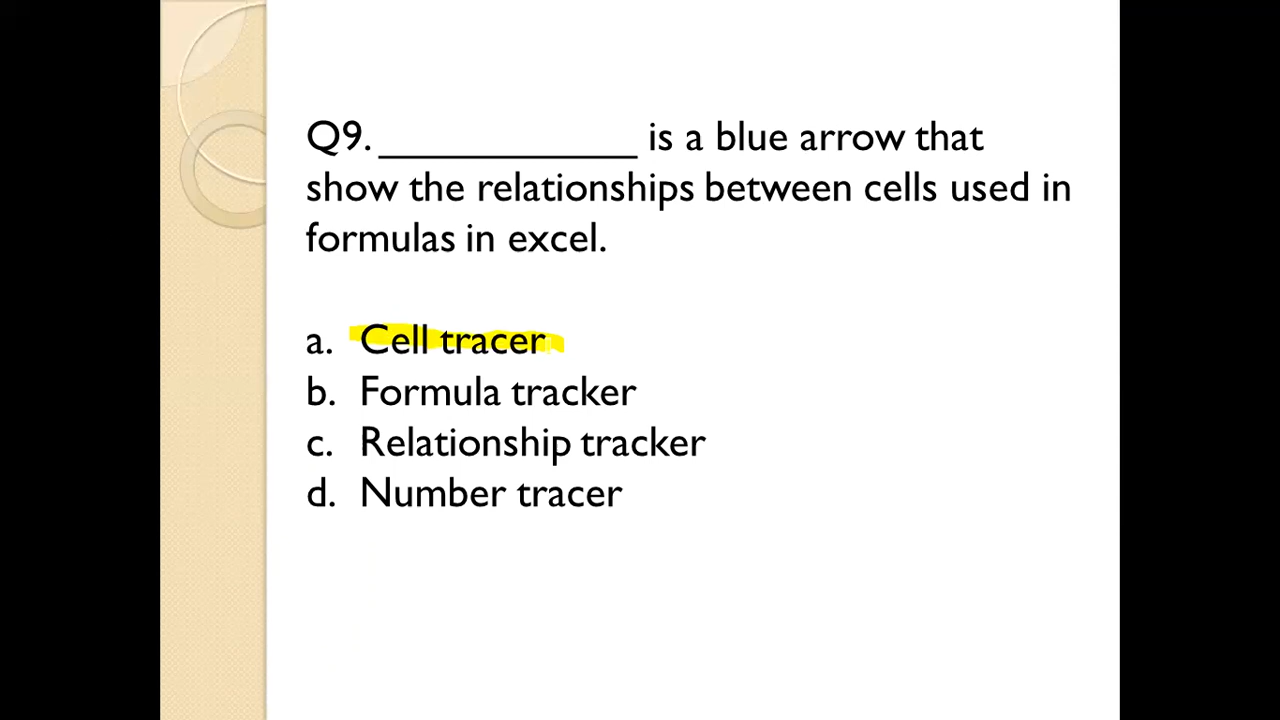 Q9. ____________ is a blue arrow that
show the relationships between cells used in
formulas in excel.
a. Cell tracer
b. Formula tracker
c. Relationship tracker
d. Number tracer